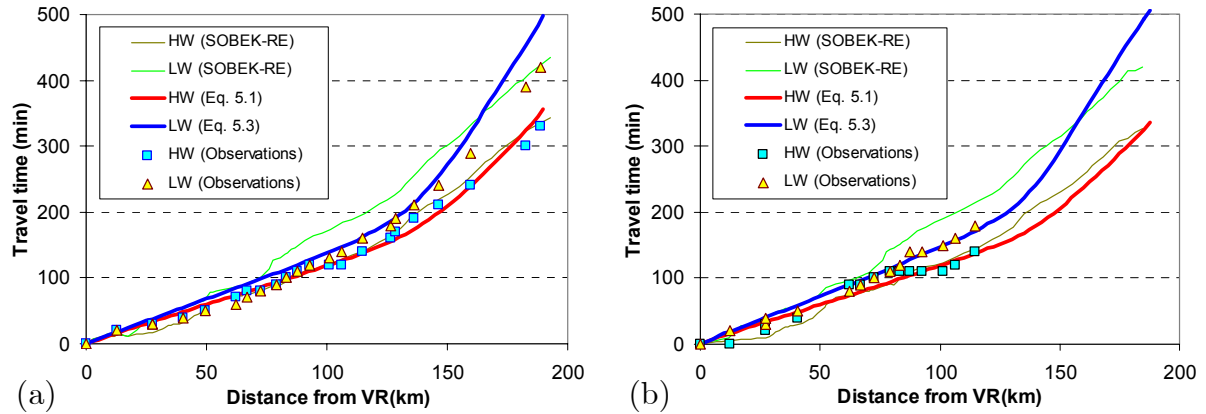 500
400
300
200
100
0
Travel time (min)
HW (SOBEK-RE)
LW (SOBEK-RE)
HW (Eq. 5.1)
LW (Eq. 5.3)
HW (Observations)
LW (Observations)
0 50 100 150 200
Distance from VR(km)
(a)
500
400
300
200
100
0
Travel time (min)
HW (SOBEK-RE)
LW (SOBEK-RE)
HW (Eq. 5.1)
LW (Eq. 5.3)
HW (Observations)
LW (Observations)
0 50 100 150 200
Distance from VR(km)
(b)